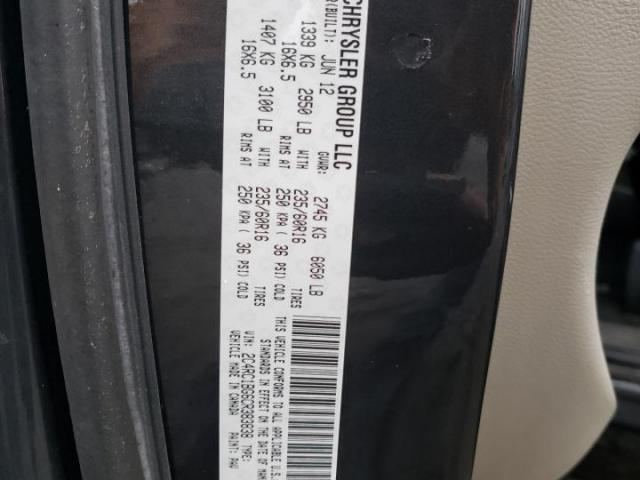 CHRYSLER GROUP LLC
R(BUILT): JUN 12 GVWR: 2745 KG 6050 LB
1339 KG 2950 LB WITH 235/60R16 TIRES
16X6.5 RIMS AT 250 KPA ( 36 PSI) COLD
1407 KG 3100 LB WITH 235/60R16 TIRES
16X6.5 RIMS AT 250 KPA ( 36 PSI) COLD
THIS VEHICLE CONFORMS TO ALL APPLICABLE U.S.
STANDARDS IN EFFECT ON THE DATE OF MAN
VIN: 2C4RC1BG6CR383838 TYPE:
VEHICLE MADE IN CANADA PAINT: PAU